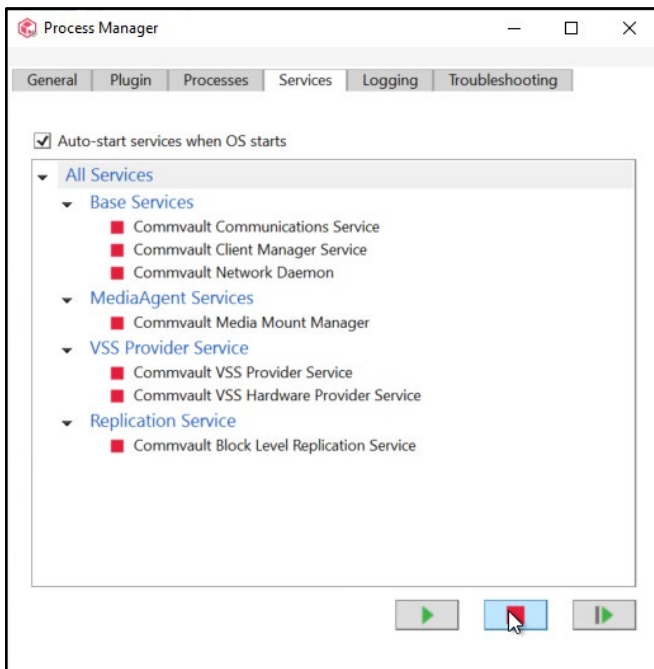 Process Manager
General Plugin Processes Services Logging Troubleshooting
Auto-start services when OS starts
All Services
Base Services
Commvault Communications Service
Commvault Client Manager Service
Commvault Network Daemon
MediaAgent Services
Commvault Media Mount Manager
VSS Provider Service
Commvault VSS Provider Service
Commvault VSS Hardware Provider Service
Replication Service
Commvault Block Level Replication Service